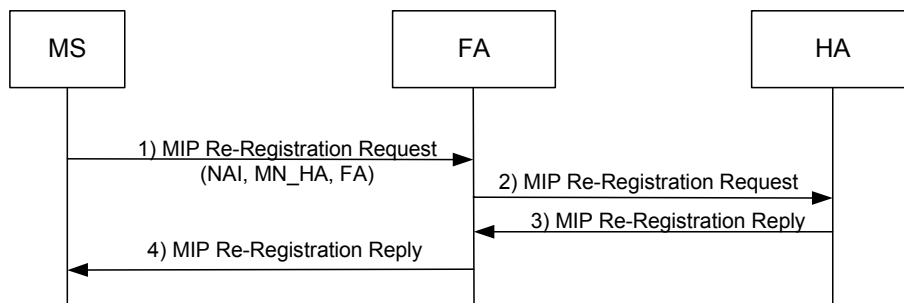 MS
FA
HA
1) MIP Re-Registration Request
(NAI, MN_HA, FA)
2) MIP Re-Registration Request
3) MIP Re-Registration Reply
4) MIP Re-Registration Reply